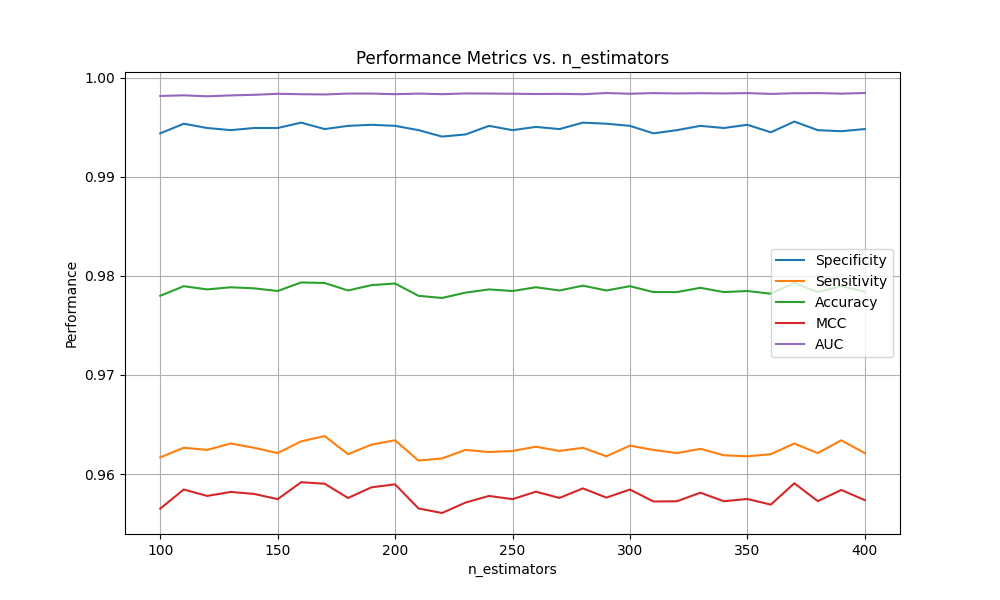 Performance Metrics vs. n_estimators
1.00
0.99
0.98
0.97
0.96
Performance
Specificity
Sensitivity
Accuracy
MCC
AUC
100 150 200 250 300 350 400
n_estimators